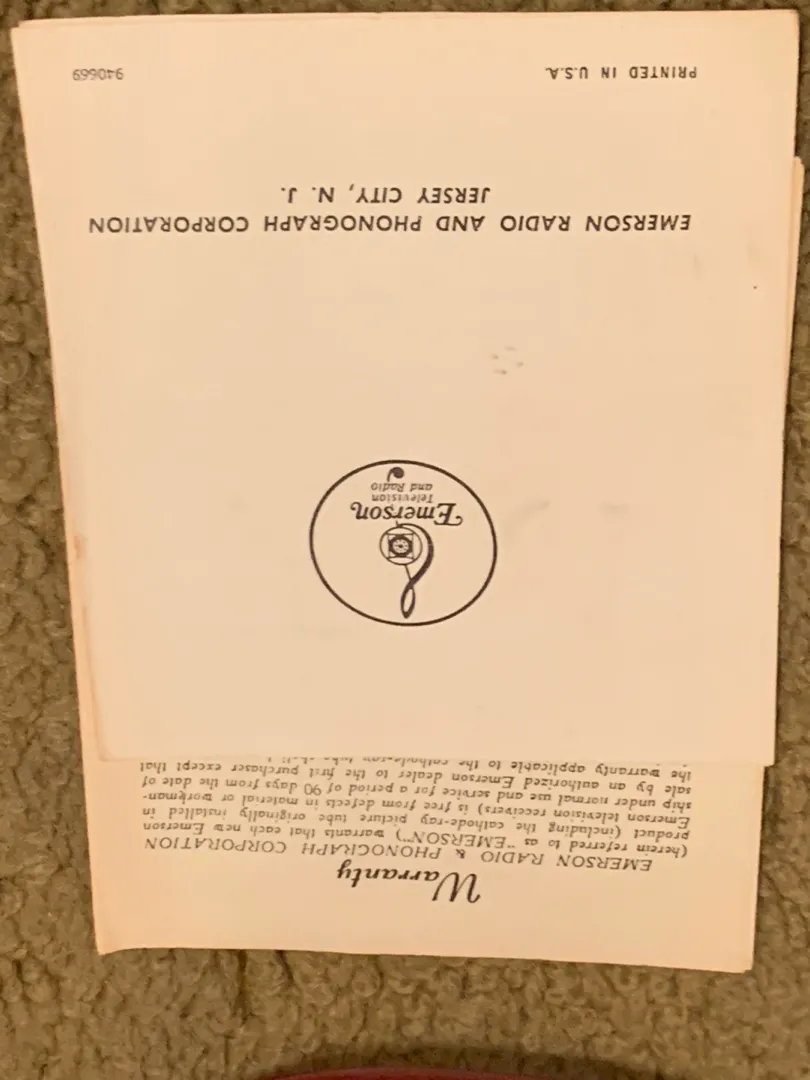 Warranty
EMERSON RADIO & PHONOGRAPH CORPORATION
(herein referred to as "EMERSON") warrants that each new Emerson
product (including the cathode-ray picture tube originally installed in
Emerson television receivers) is free from defects in material or workman-
ship under normal use and service for a period of 90 days from the date of
sale by an authorized Emerson dealer to the first purchaser except that
the warranty applicable to the cathode-ray tube
Emerson
Television
and Radio
EMERSON RADIO AND PHONOGRAPH CORPORATION
JERSEY CITY, N. J.
PRINTED IN U.S.A. 940669